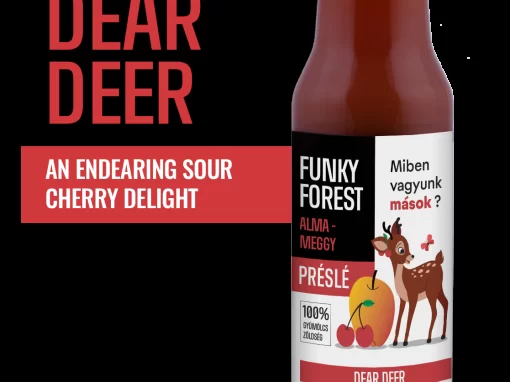 DEAR
DEER
AN ENDEARING SOUR
CHERRY DELIGHT
FUNKY
FOREST
ALMA -
MEGGY
PRÉSLÉ
100%
GYÜMÖLCS
ZÖLDSÉG
Miben
vagyunk
mások ?
DEAR DEER